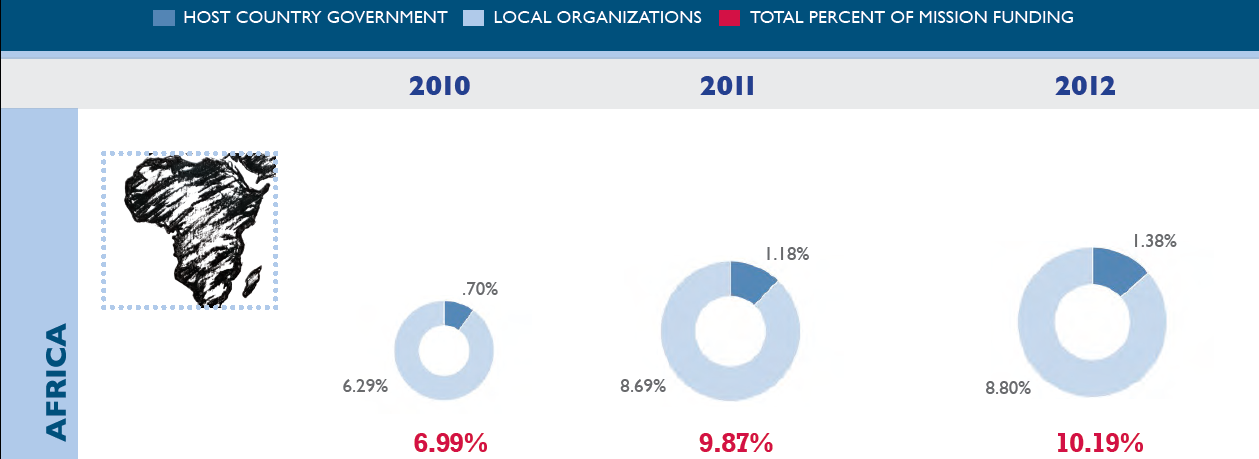 HOST COUNTRY GOVERNMENT LOCAL ORGANIZATIONS TOTAL PERCENT OF MISSION FUNDING
2010 2011 2012
AFRICA
.70% 1.18% 1.38%
6.29% 8.69% 8.80%
6.99% 9.87% 10.19%